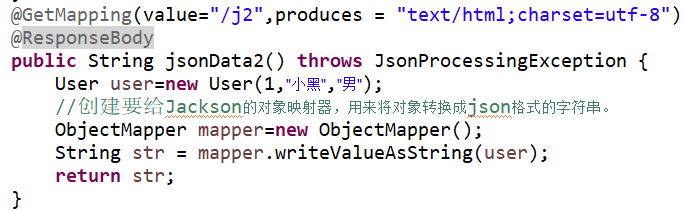 @GetMapping(value="/j2",produces = "text/html;charset=utf-8")
@ResponseBody
public String jsonData2() throws JsonProcessingException {
User user=new User(1,"小黑","男");
//创建要给Jackson的对象映射器，用来将对象转换成json格式的字符串。
ObjectMapper mapper=new ObjectMapper();
String str = mapper.writeValueAsString(user);
return str;
}